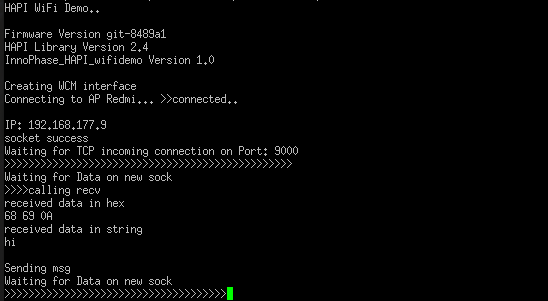 HAPI WiFi Demo..
Firmware Version git-8489a1
HAPI Library Version 2.4
InnoPhase_HAPI_wifidemo Version 1.0
Creating WCM interface
Connecting to AP Redmi... >>connected..
IP: 192.168.177.9
socket success
Waiting for TCP incoming connection on Port: 9000
>>>>>>>>>>>>>>>>>>>>>>>>>>>>>>>>>>>>>>>>>>>>>>>>
Waiting for Data on new sock
>>>>calling recv
received data in hex
68 69 0A
received data in string
hi
Sending msg
Waiting for Data on new sock
>>>>>>>>>>>>>>>>>>>>>>>>>>>>>>>>>>>>>